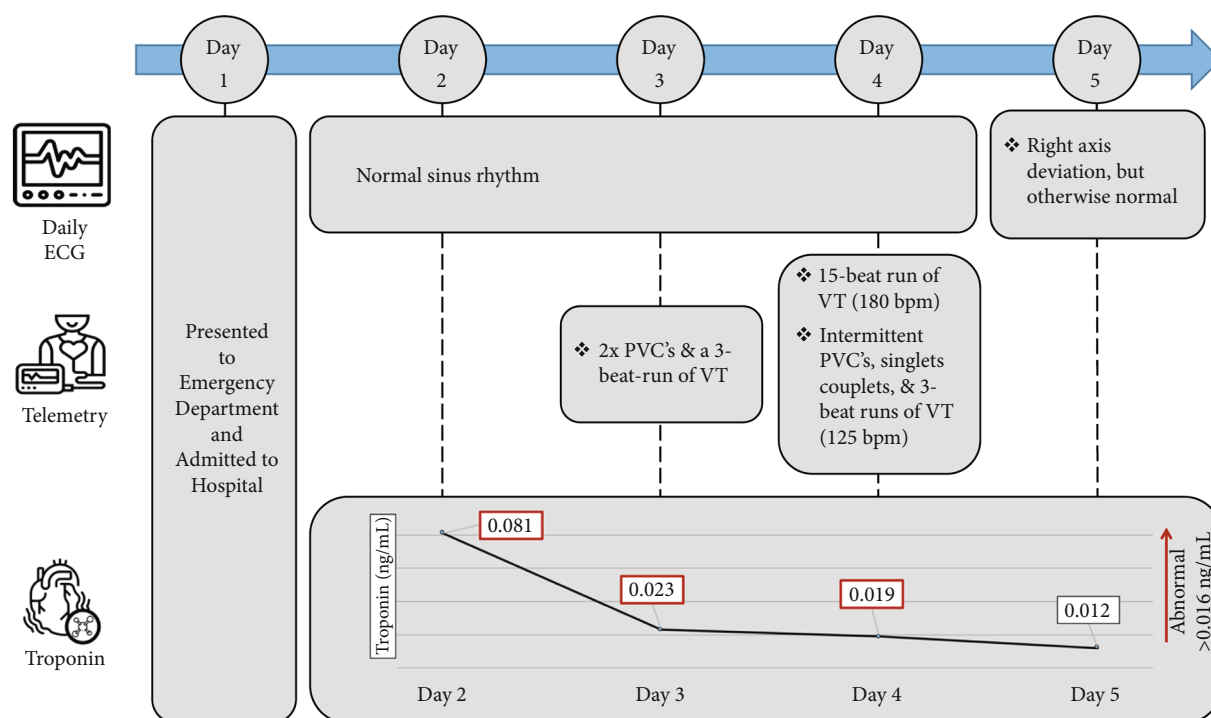 Day
1
Day
2
Day
3
Day
4
Day
5
Daily
ECG
Normal sinus rhythm
❖ Right axis
deviation, but
otherwise normal
Telemetry
Presented
to
Emergency
Department
and
Admitted to
Hospital
❖ 2x PVC's & a 3-
beat-run of VT
❖ 15-beat run of
VT (180 bpm)
❖ Intermittent
PVC's, singlets
couplets, & 3-
beat runs of VT
(125 bpm)
Troponin
Troponin (ng/mL)
0.081
0.023
0.019
0.012
Abnormal
>0.016 ng/mL
Day 2
Day 3
Day 4
Day 5